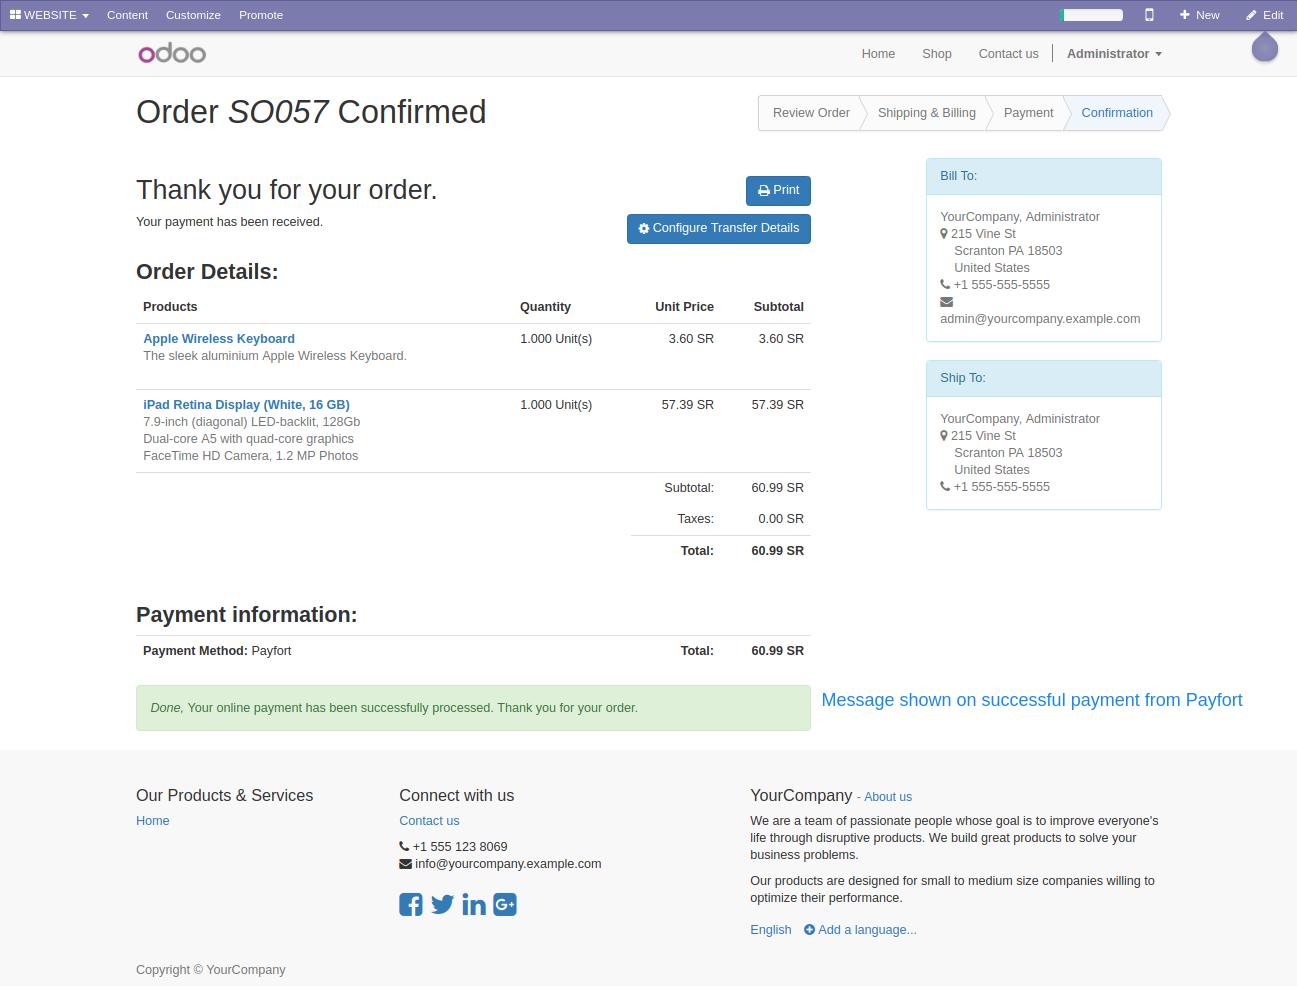 WEBSITE Content Customize Promote New Edit
odoo Home Shop Contact us Administrator
Order SO057 Confirmed
Review Order Shipping & Billing Payment Confirmation
Thank you for your order.
Print
Your payment has been received.
Configure Transfer Details
Order Details:
Products Quantity Unit Price Subtotal
Apple Wireless Keyboard 1.000 Unit(s) 3.60 SR 3.60 SR
The sleek aluminium Apple Wireless Keyboard.
iPad Retina Display (White, 16 GB) 1.000 Unit(s) 57.39 SR 57.39 SR
7.9-inch (diagonal) LED-backlit, 128Gb
Dual-core A5 with quad-core graphics
FaceTime HD Camera, 1.2 MP Photos
Subtotal: 60.99 SR
Taxes: 0.00 SR
Total: 60.99 SR
Bill To:
YourCompany, Administrator
215 Vine St
Scranton PA 18503
United States
+1 555-555-5555
admin@yourcompany.example.com
Ship To:
YourCompany, Administrator
215 Vine St
Scranton PA 18503
United States
+1 555-555-5555
Payment information:
Payment Method: Payfort Total: 60.99 SR
Done, Your online payment has been successfully processed. Thank you for your order.
Message shown on successful payment from Payfort
Our Products & Services
Home
Connect with us
Contact us
+1 555 123 8069
info@yourcompany.example.com
YourCompany - About us
We are a team of passionate people whose goal is to improve everyone's
life through disruptive products. We build great products to solve your
business problems.
Our products are designed for small to medium size companies willing to
optimize their performance.
English Add a language...
Copyright © YourCompany